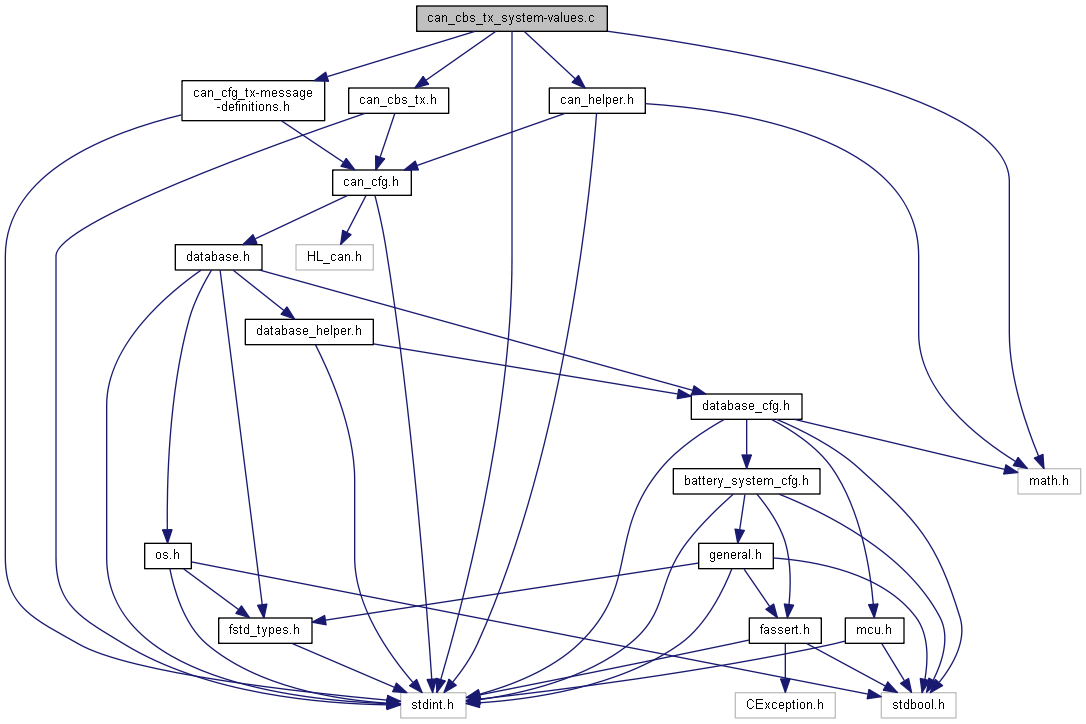 can_cbs_tx_system-values.c
can_cfg_tx-message
-definitions.h
can_cbs_tx.h
can_helper.h
can_cfg.h
database.h
HL_can.h
database_helper.h
database_cfg.h
math.h
battery_system_cfg.h
os.h
general.h
fstd_types.h
fassert.h
mcu.h
stdint.h
CException.h
stdbool.h